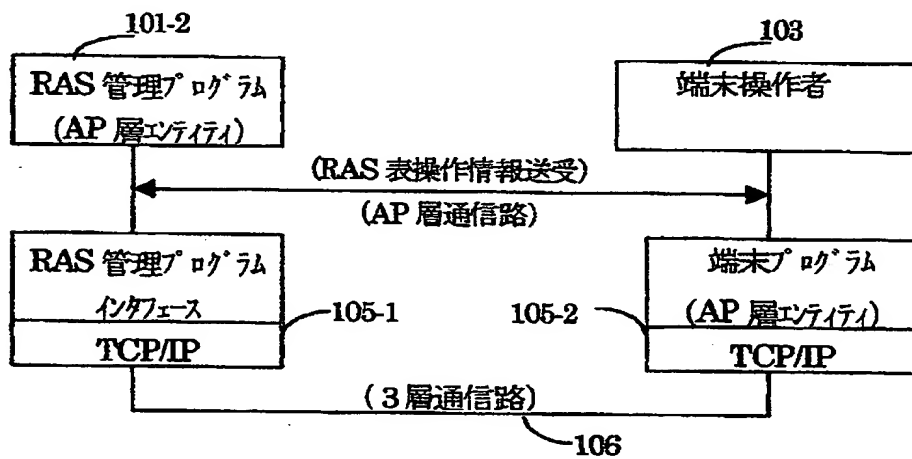 101-2
103
RAS 管理プログラム
(AP 層エンティティ)
端末操作者
(RAS 表操作情報送受)
(AP 層通信路)
RAS 管理プログラム
インタフェース
TCP/IP
105-1
105-2
端末プログラム
(AP 層エンティティ)
TCP/IP
(3層通信路)
106